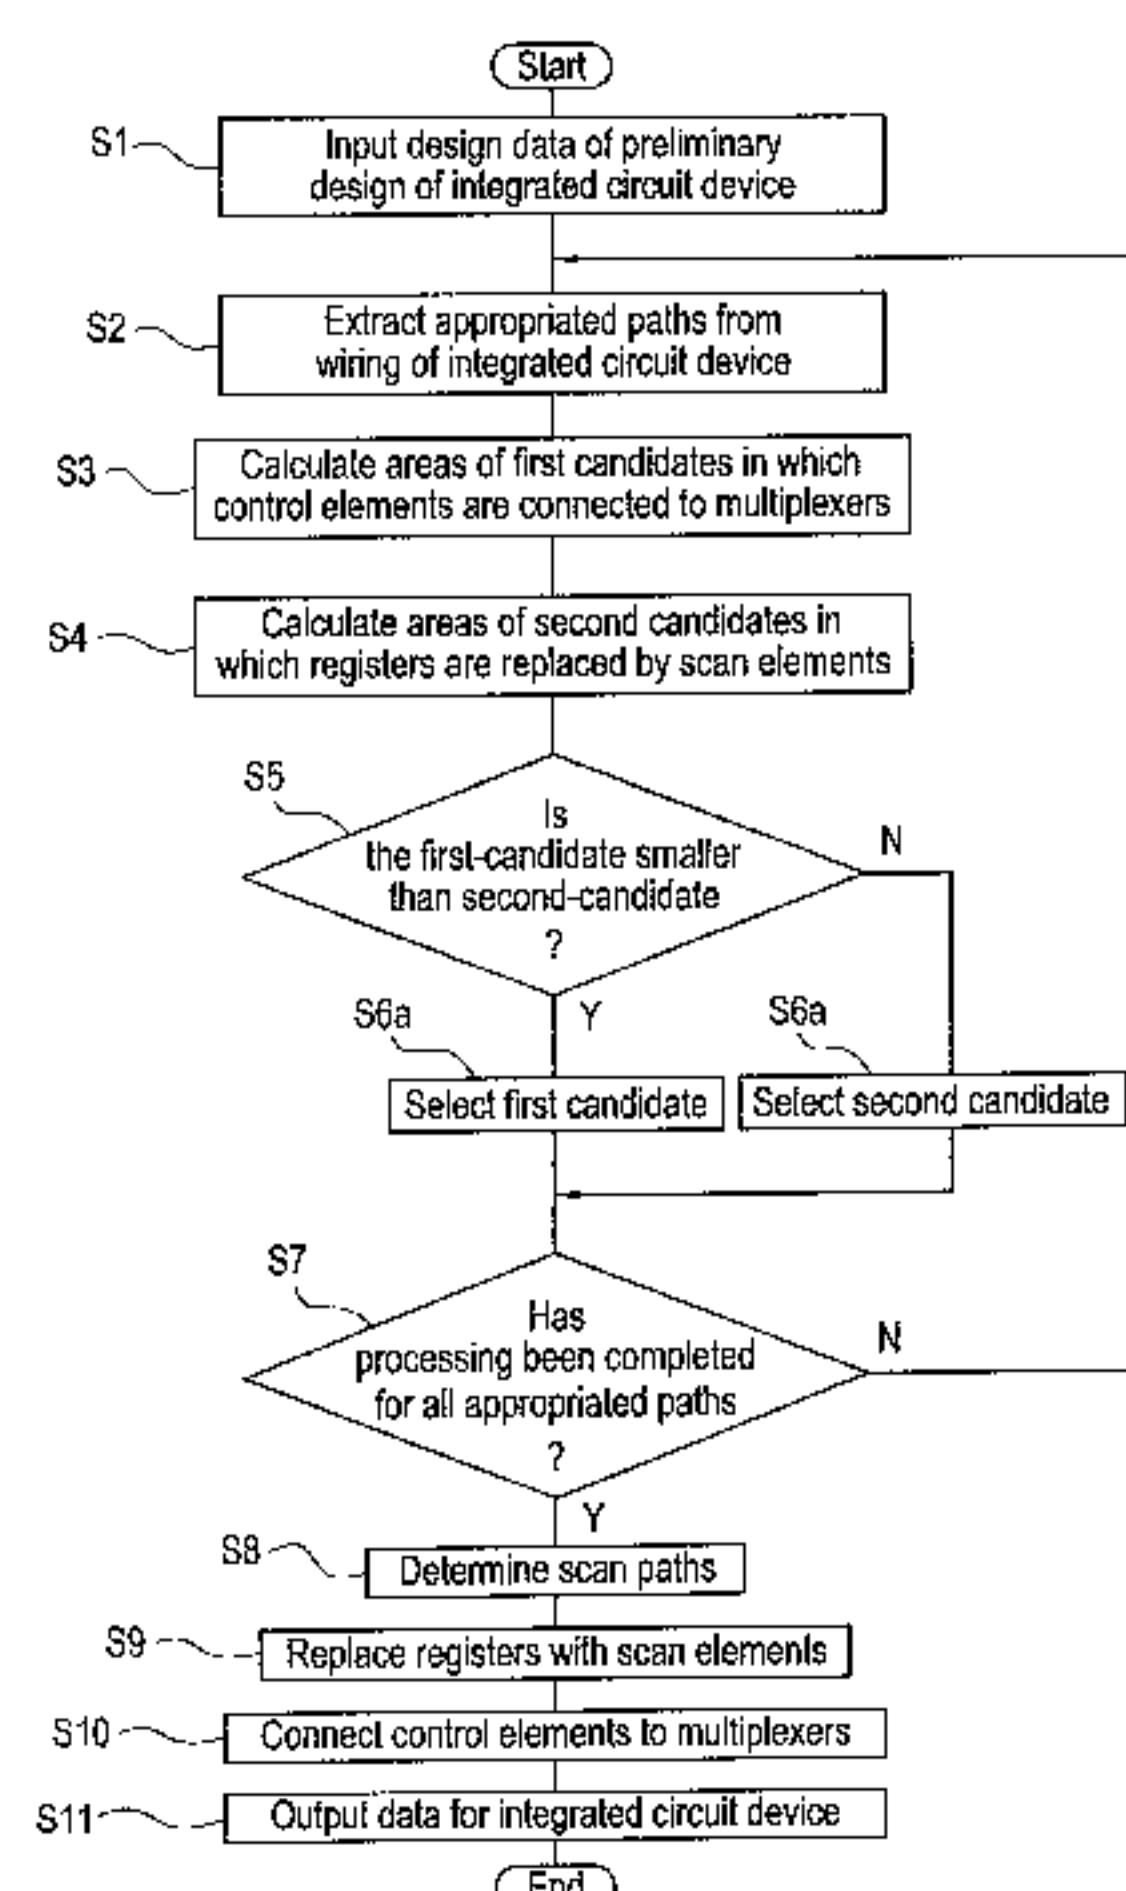 Start
S1
Input design data of preliminary
design of integrated circuit device
S2
Extract appropriated paths from
wiring of integrated circuit device
S3
Calculate areas of first candidates in which
control elements are connected to multiplexers
S4
Calculate areas of second candidates in
which registers are replaced by scan elements
S5
Is
the first-candidate smaller
than second-candidate
?
N
Y
S6a
Select first candidate
S6a
Select second candidate
S7
Has
processing been completed
for all appropriated paths
?
N
Y
S8
Determine scan paths
S9
Replace registers with scan elements
S10
Connect control elements to multiplexers
S11
Output data for integrated circuit device
End